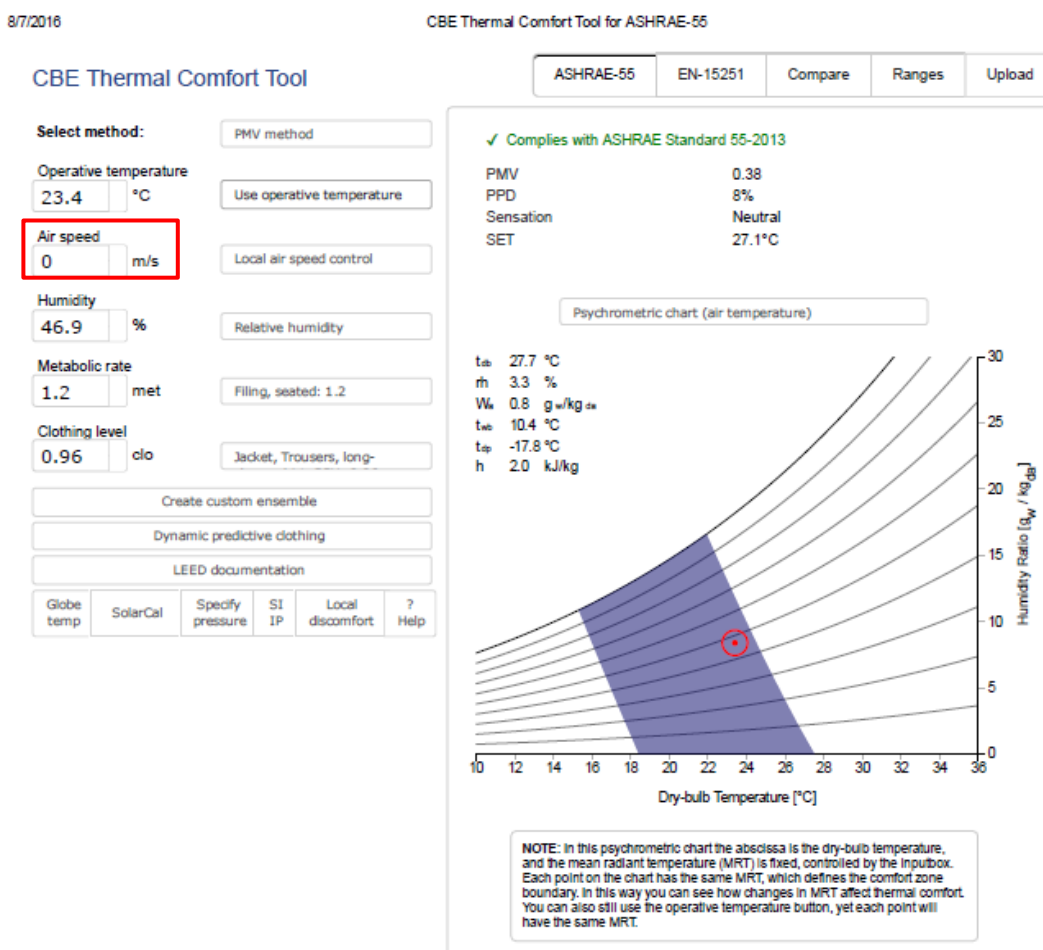 8/7/2016
CBE Thermal Comfort Tool for ASHRAE-55
CBE Thermal Comfort Tool
ASHRAE-55
EN-15251
Compare
Ranges
Upload
Select method:
PMV method
Operative temperature
23.4
°C
Use operative temperature
Air speed
0
m/s
Local air speed control
Humidity
46.9
%
Relative humidity
Metabolic rate
1.2
met
Filing, seated: 1.2
Clothing level
0.96
clo
Jacket, Trousers, long-
Create custom ensemble
Dynamic predictive clothing
LEED documentation
Globe
temp
SolarCal
Specify
pressure
SI
IP
Local
discomfort
?
Help
✓ Complies with ASHRAE Standard 55-2013
PMV 0.38
PPD 8%
Sensation Neutral
SET 27.1°C
Psychrometric chart (air temperature)
tdb 27.7 °C
rh 3.3 %
Wa 0.8 g w/kg da
twb 10.4 °C
tdp -17.8 °C
h 2.0 kJ/kg
30
25
20
15
10
5
0
Humidity Ratio [gw / kgda]
10 12 14 16 18 20 22 24 26 28 30 32 34 36
Dry-bulb Temperature [°C]
NOTE: In this psychrometric chart the abscissa is the dry-bulb temperature,
and the mean radiant temperature (MRT) is fixed, controlled by the inputbox.
Each point on the chart has the same MRT, which defines the comfort zone
boundary. In this way you can see how changes in MRT affect thermal comfort.
You can also still use the operative temperature button, yet each point will
have the same MRT.